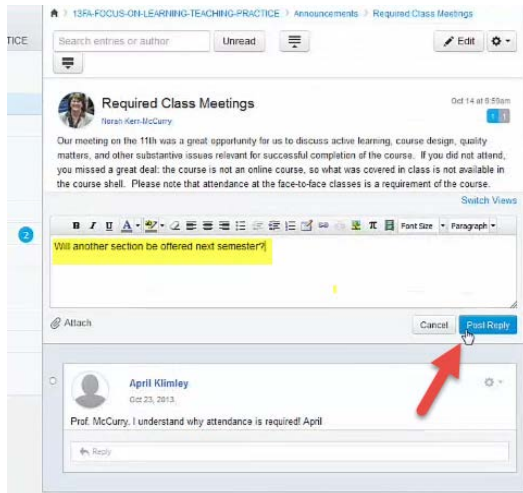 13FA-FOCUS-ON-LEARNING-TEACHING-PRACTICE > Announcements > Required Class Meetings
TICE
Search entries or author Unread Edit
Required Class Meetings Oct 14 at 8:59am
Norah Kerr-McCurry 1 1
Our meeting on the 11th was a great opportunity for us to discuss active learning, course design, quality
matters, and other substantive issues relevant for successful completion of the course. If you did not attend,
you missed a great deal: the course is not an online course, so what was covered in class is not available in
the course shell. Please note that attendance at the face-to-face classes is a requirement of the course.
Switch Views
2
B I U A Font Size Paragraph
Will another section be offered next semester?
Attach Cancel Post Reply
April Klimley
Oct 23, 2013
Prof. McCurry, I understand why attendance is required! April
Reply